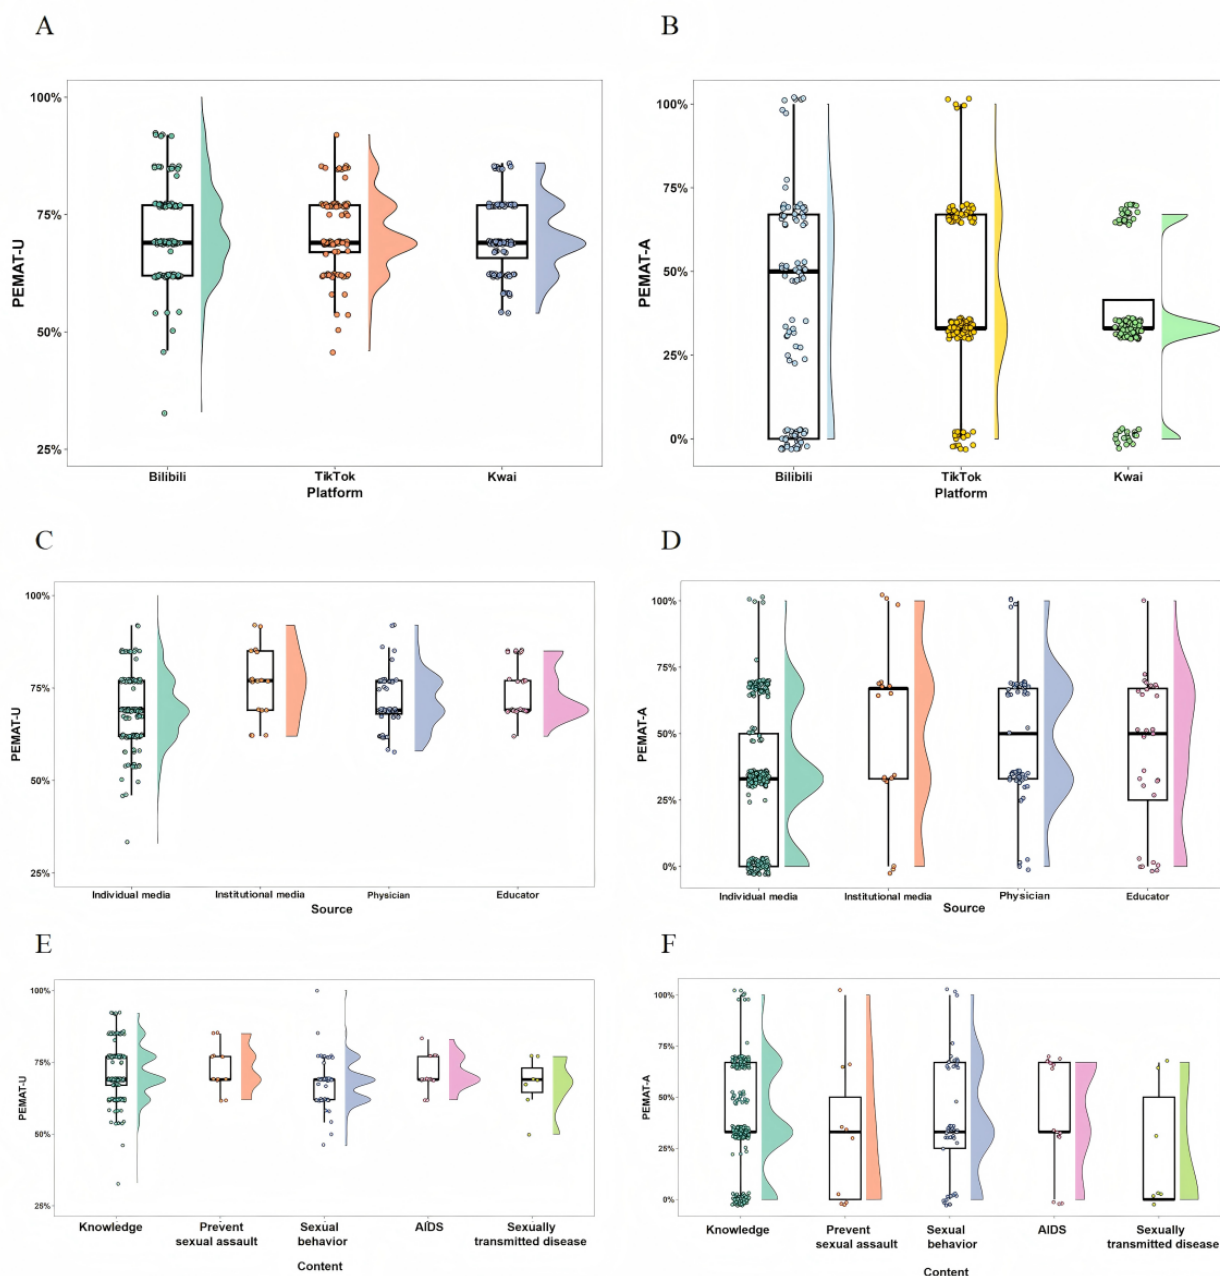 A
100%
75%
50%
25%
PEMAT-U
Bilibili TikTok Kwai
Platform
B
100%
75%
50%
25%
0%
PEMAT-A
Bilibili TikTok Kwai
Platform
C
100%
75%
50%
25%
PEMAT-U
Individual media Institutional media Physician Educator
Source
D
100%
75%
50%
25%
0%
PEMAT-A
Individual media Institutional media Physician Educator
Source
E
100%
75%
50%
25%
PEMAT-U
Knowledge Prevent Sexual AIDS Sexually
sexual assault behavior transmitted disease
Content
F
100%
75%
50%
25%
0%
PEMAT-A
Knowledge Prevent Sexual AIDS Sexually
sexual assault behavior transmitted disease
Content